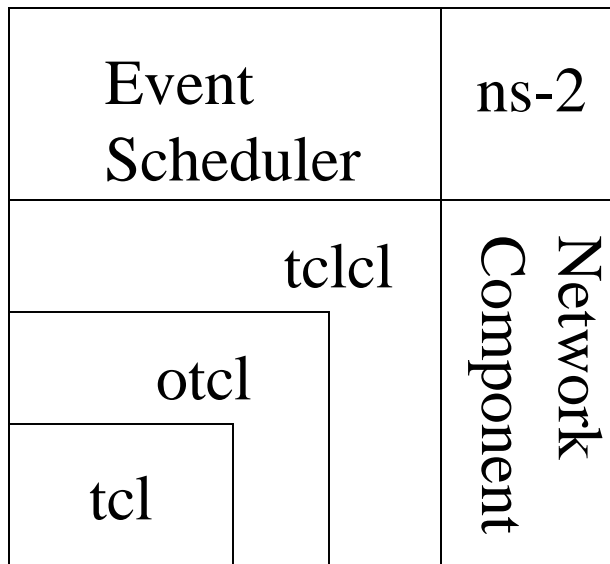 Event
Scheduler
ns-2
tclcl
otcl
tcl
Network
Component